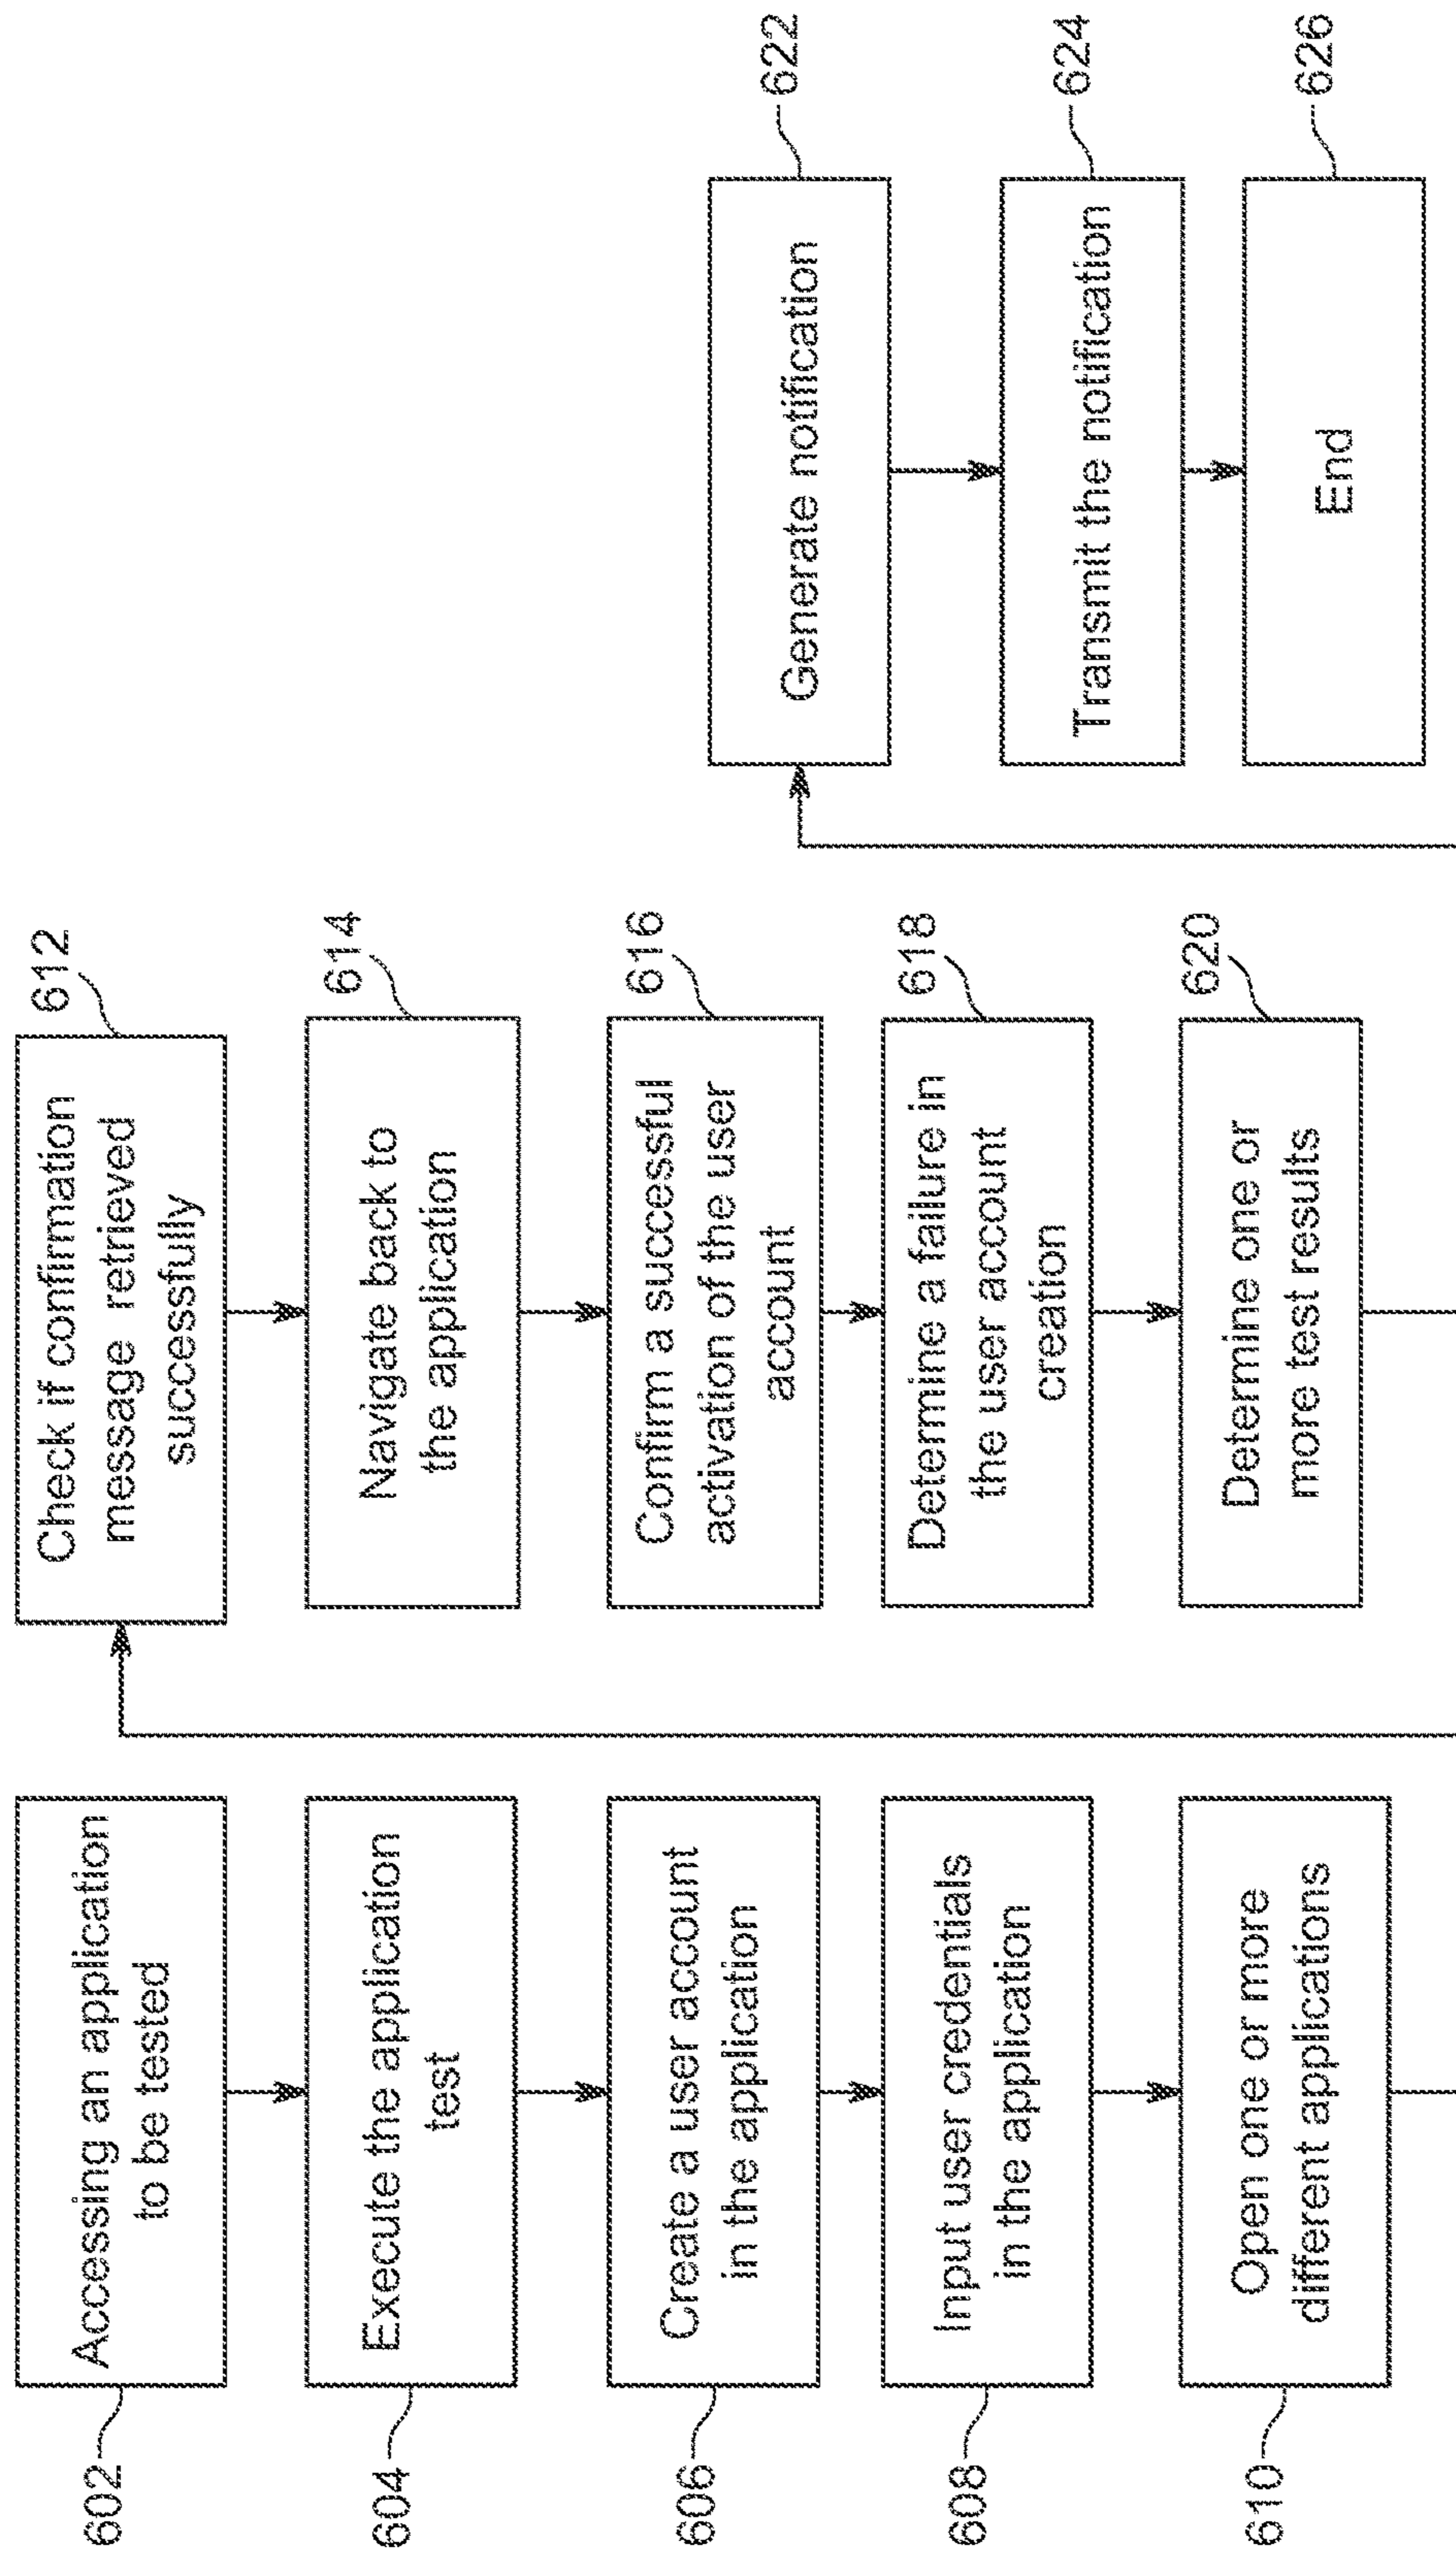 602
Accessing an application
to be tested
604
Execute the application
test
606
Create a user account
in the application
608
Input user credentials
in the application
610
Open one or more
different applications
612
Check if confirmation
message retrieved
successfully
614
Navigate back to
the application
616
Confirm a successful
activation of the user
account
618
Determine a failure in
the user account
creation
620
Determine one or
more test results
622
Generate notification
624
Transmit the notification
626
End